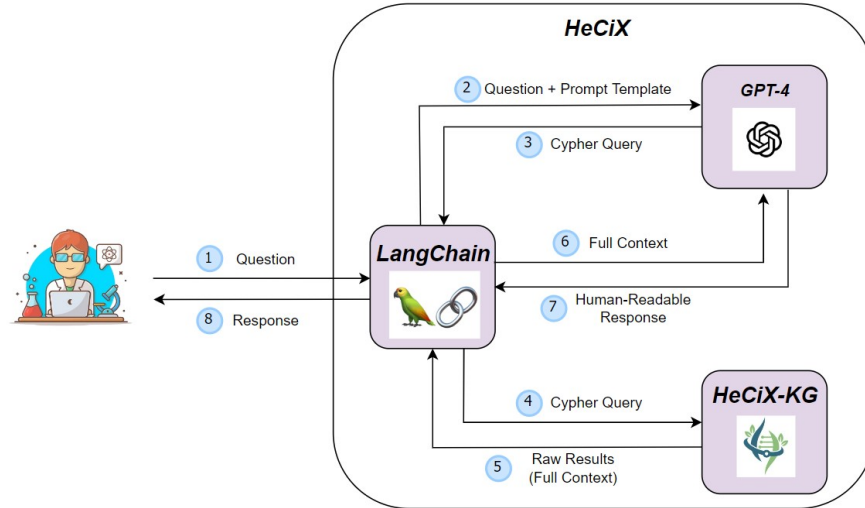 HeCiX
2 Question + Prompt Template
GPT-4
3 Cypher Query
1 Question
LangChain
6 Full Context
8 Response
7 Human-Readable
Response
4 Cypher Query
HeCiX-KG
5 Raw Results
(Full Context)